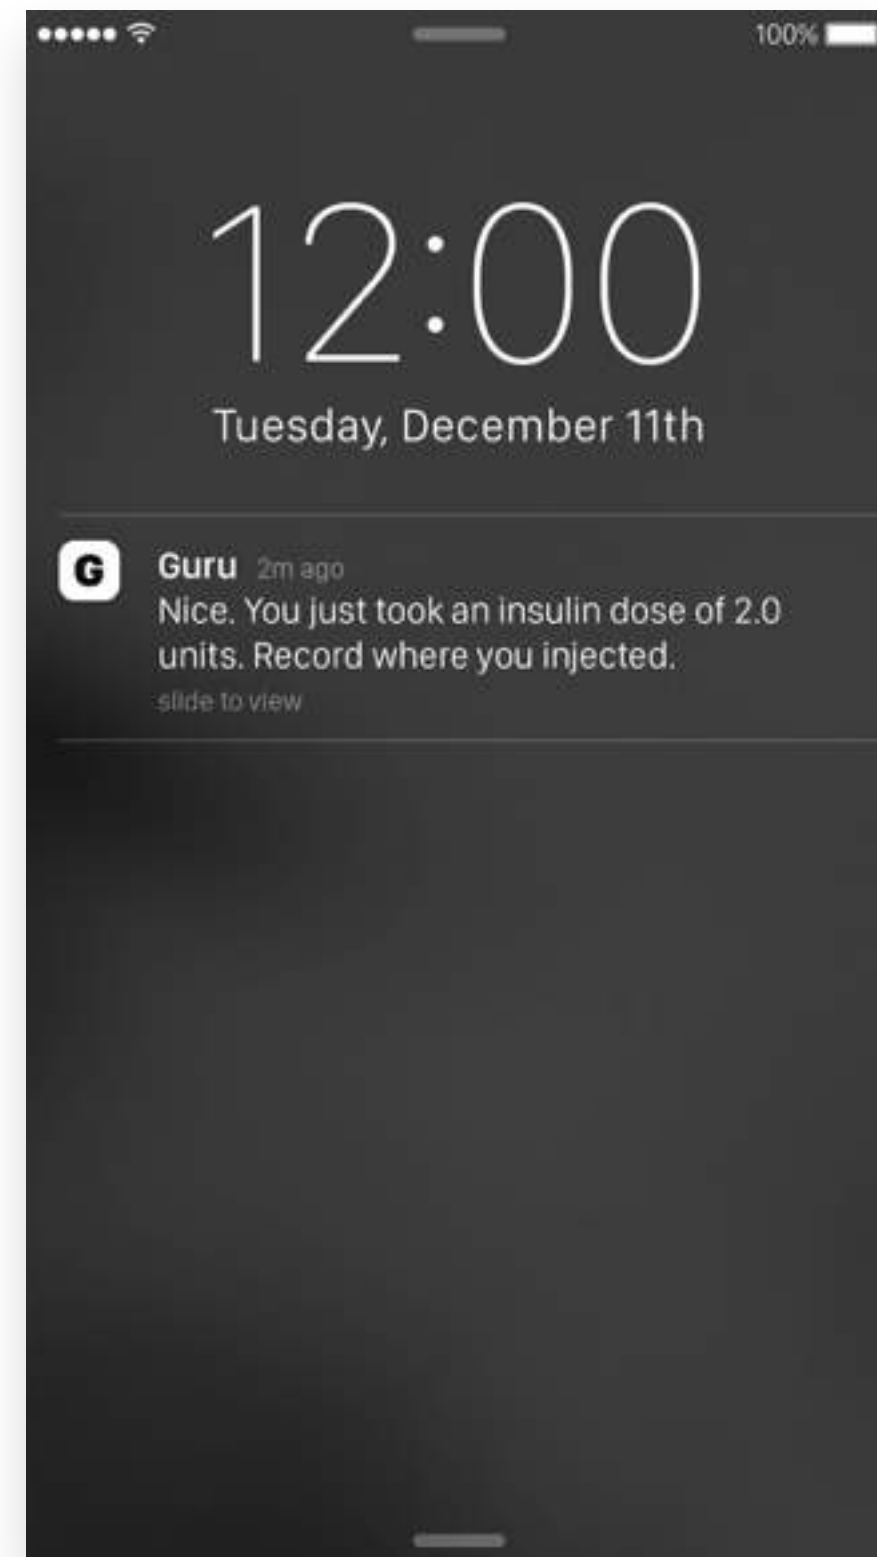 100%
12:00
Tuesday, December 11th
G
Guru 2m ago
Nice. You just took an insulin dose of 2.0
units. Record where you injected.
slide to view